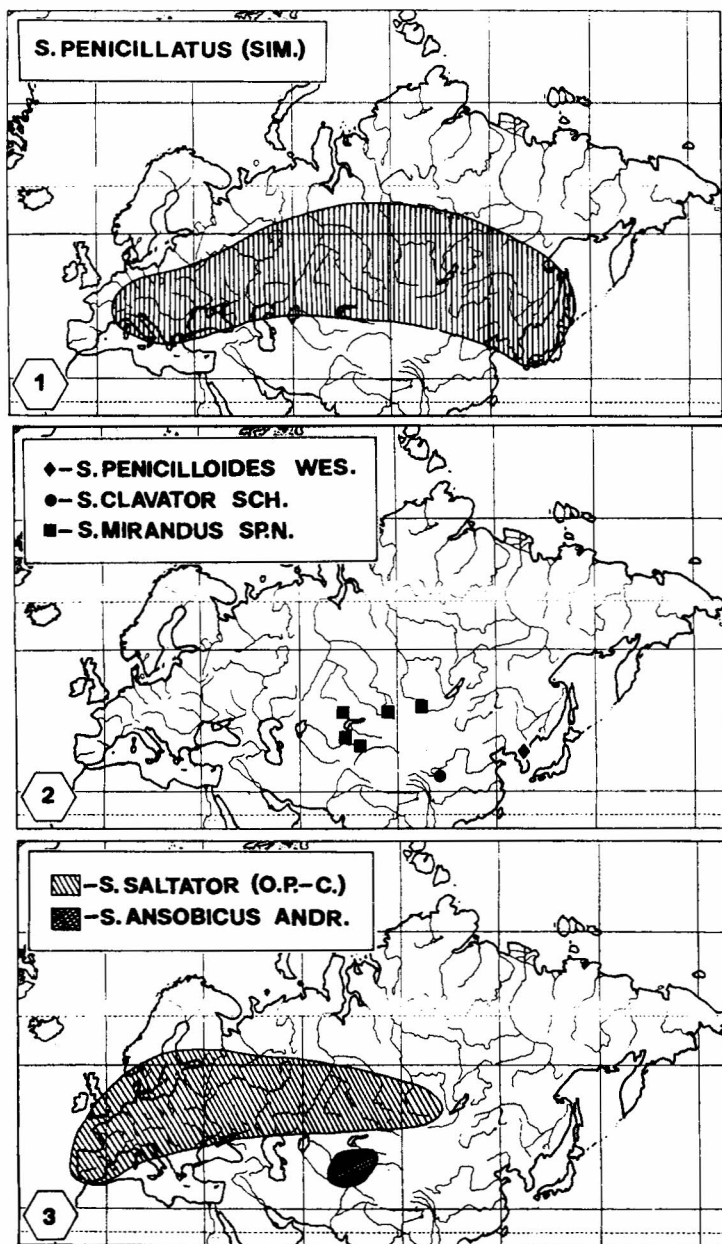 S. PENICILLATUS (SIM.)
1
♦–S. PENICILLOIDES WES.
●–S. CLAVATOR SCH.
■–S. MIRANDUS SP.N.
2
–S. SALTATOR (O.P.–C.)
–S. ANSOBICUS ANDR.
3